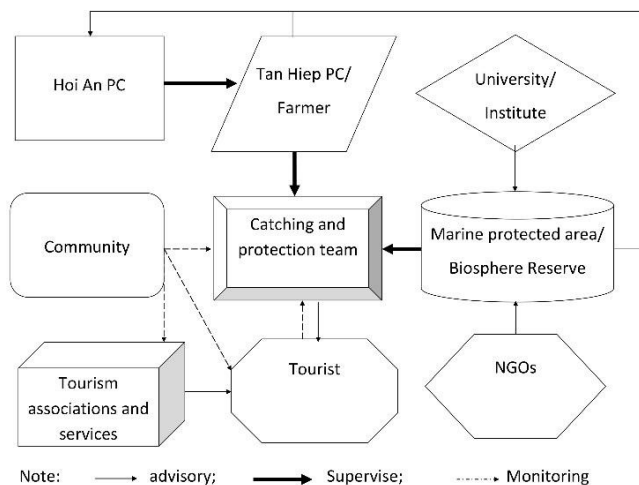 Hoi An PC
Tan Hiep PC/
Farmer
University/
Institute
Community
Catching and
protection team
Marine protected area/
Biosphere Reserve
Tourism
associations and
services
Tourist
NGOs
Note: advisory; Supervise; Monitoring